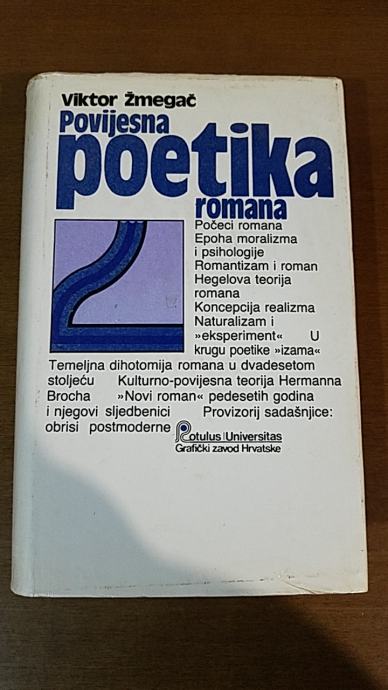 Viktor Žmegač
Povijesna
poetika
romana
Počeci romana
Epoha moralizma
i psihologije
Romantizam i roman
Hegelova teorija
romana
Koncepcija realizma
Naturalizam i
»eksperiment« U
krugu poetike »izama«
Temeljna dihotomija romana u dvadesetom
stoljeću Kulturno-povijesna teorija Hermanna
Brocha »Novi roman« pedesetih godina
i njegovi sljedbenici Provizorij sadašnjice:
obrisi postmoderne Rotulus|Universitas
Grafički zavod Hrvatske